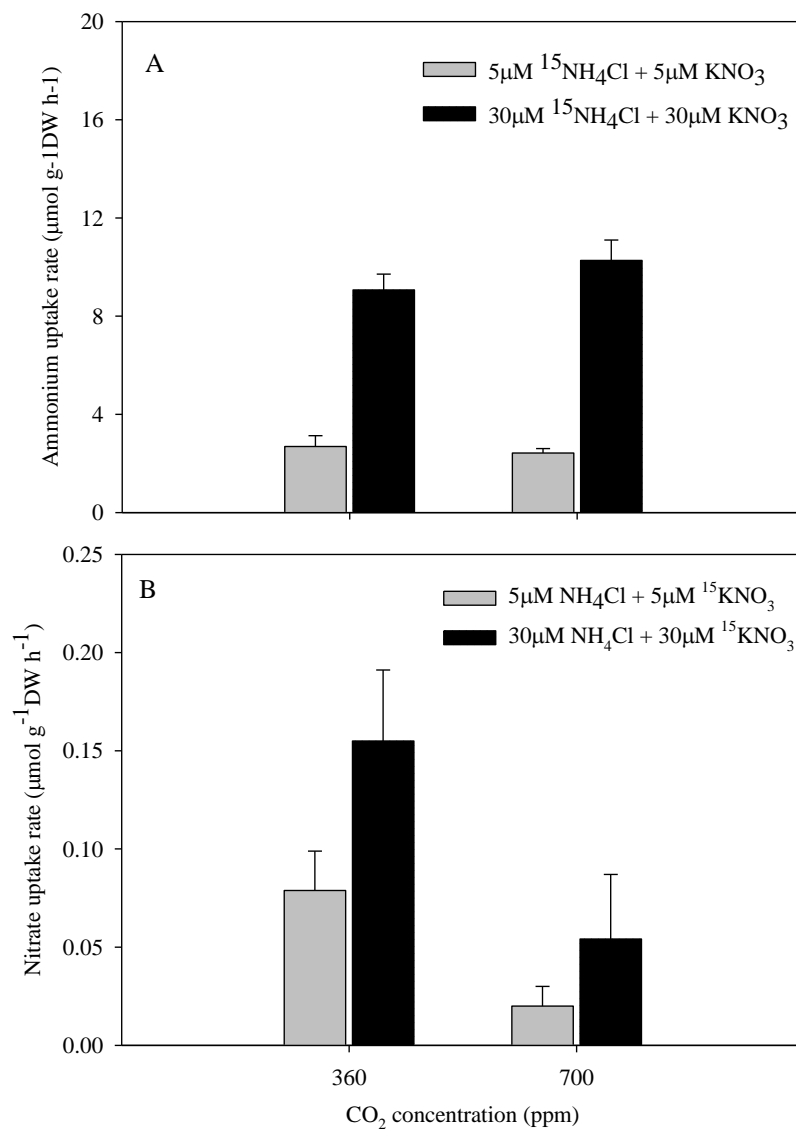 20
16
12
8
4
0
Ammonium uptake rate (μmol g-1DW h-1)
A
5μM ¹⁵NH₄Cl + 5μM KNO₃
30μM ¹⁵NH₄Cl + 30μM KNO₃
0.25
0.20
0.15
0.10
0.05
0.00
Nitrate uptake rate (μmol g⁻¹DW h⁻¹)
B
5μM NH₄Cl + 5μM ¹⁵KNO₃
30μM NH₄Cl + 30μM ¹⁵KNO₃
360
700
CO₂ concentration (ppm)